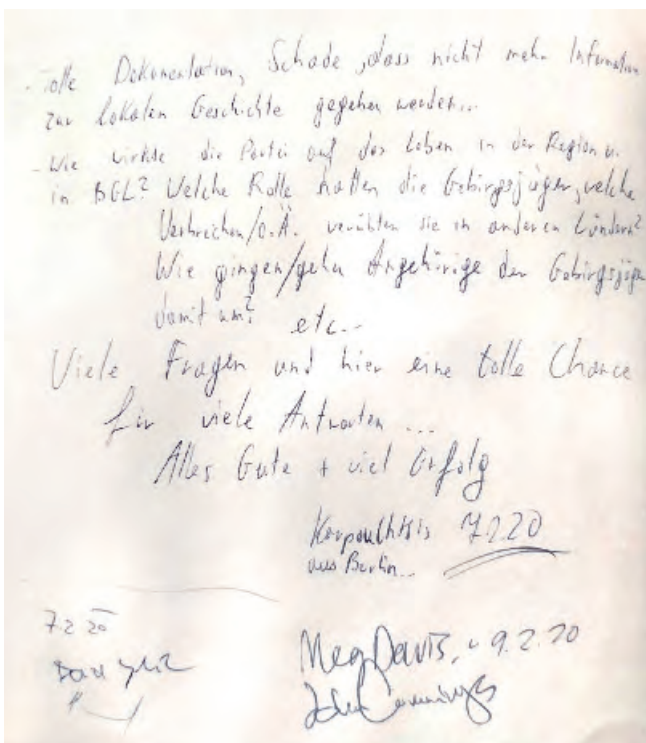 - Tolle Dokumentation, Schade, dass nicht mehr Information
zur lokalen Geschichte gegeben werden...
- Wie wirkte die Partei auf das Leben in der Region u.
in BGL? Welche Rolle hatten die Gebirgsjäger, welche
Verbrechen/o.Ä. verübten sie in anderen Ländern?
Wie gingen/gehn Angehörige der Gebirgsjäger
damit um? etc...
Viele Fragen und hier eine tolle Chance
für viele Antworten ...
Alles Gute + viel Erfolg
7.2.20
aus Berlin...
7.2 20
Meg Davis, 9.2.20
John Cummings